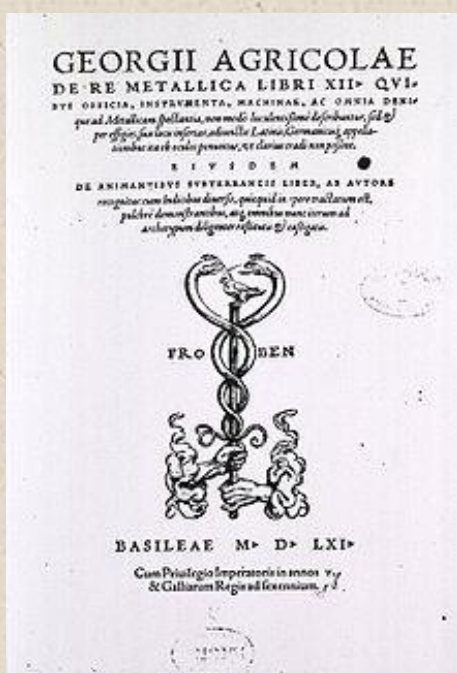 GEORGII AGRICOLAE
DE RE METALLICA LIBRI XII▸ QVI▸
BVS OFFICIA, INSTRVMENTA, MACHINAE, AC OMNIA DENI▸
que ad Metallicam spectantia, non modo luculentissimè describuntur, sed &
per effigies, suis locis insertas, adiunctis Latinis, Germanicisq; appella-
tionibus ita ob oculos ponuntur, ut clarius tradi non possint.
EIVSDEM
DE ANIMANTIBVS SVBTERRANEIS LIBER, AB AVTORE
recognitus: cum Indicibus diuersis, quicquid in opere tractatum est,
pulchrè demonstrantibus, atq; omnibus nunc iterum ad
archetypum diligenter restitutis & castigatis.
FRO BEN
BASILEAE M▸ D▸ LXI▸
Cum Priuilegio Imperatoris in annos v.
& Galliarum Regis ad sexennium.